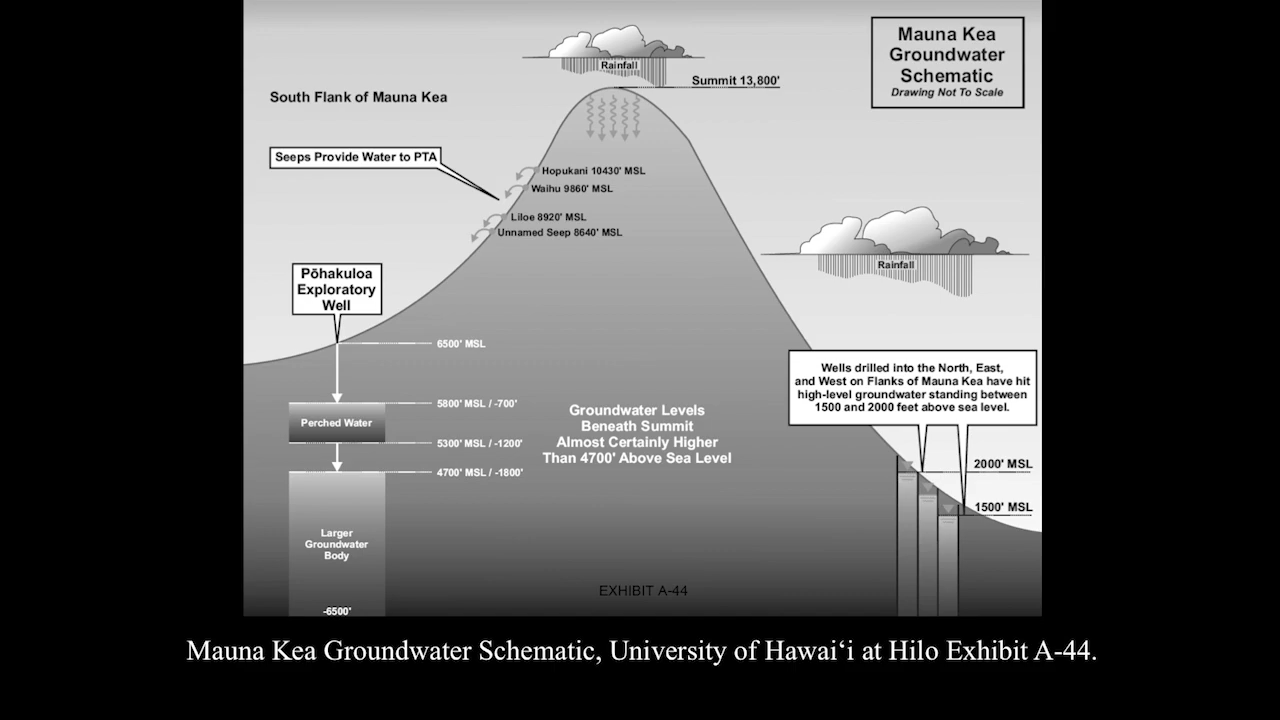 Mauna Kea
Groundwater
Schematic
Drawing Not To Scale
Rainfall
Summit 13,800'
South Flank of Mauna Kea
Seeps Provide Water to PTA
Hopukani 10430' MSL
Waihu 9860' MSL
Liloe 8920' MSL
Unnamed Seep 8640' MSL
Rainfall
Pōhakuloa
Exploratory
Well
6500' MSL
5800' MSL / -700'
Perched Water
5300' MSL / -1200'
4700' MSL / -1800'
Larger
Groundwater
Body
-6500'
Groundwater Levels
Beneath Summit
Almost Certainly Higher
Than 4700' Above Sea Level
Wells drilled into the North, East,
and West on Flanks of Mauna Kea have hit
high-level groundwater standing between
1500 and 2000 feet above sea level.
2000' MSL
1500' MSL
EXHIBIT A-44
Mauna Kea Groundwater Schematic, University of Hawaiʻi at Hilo Exhibit A-44.